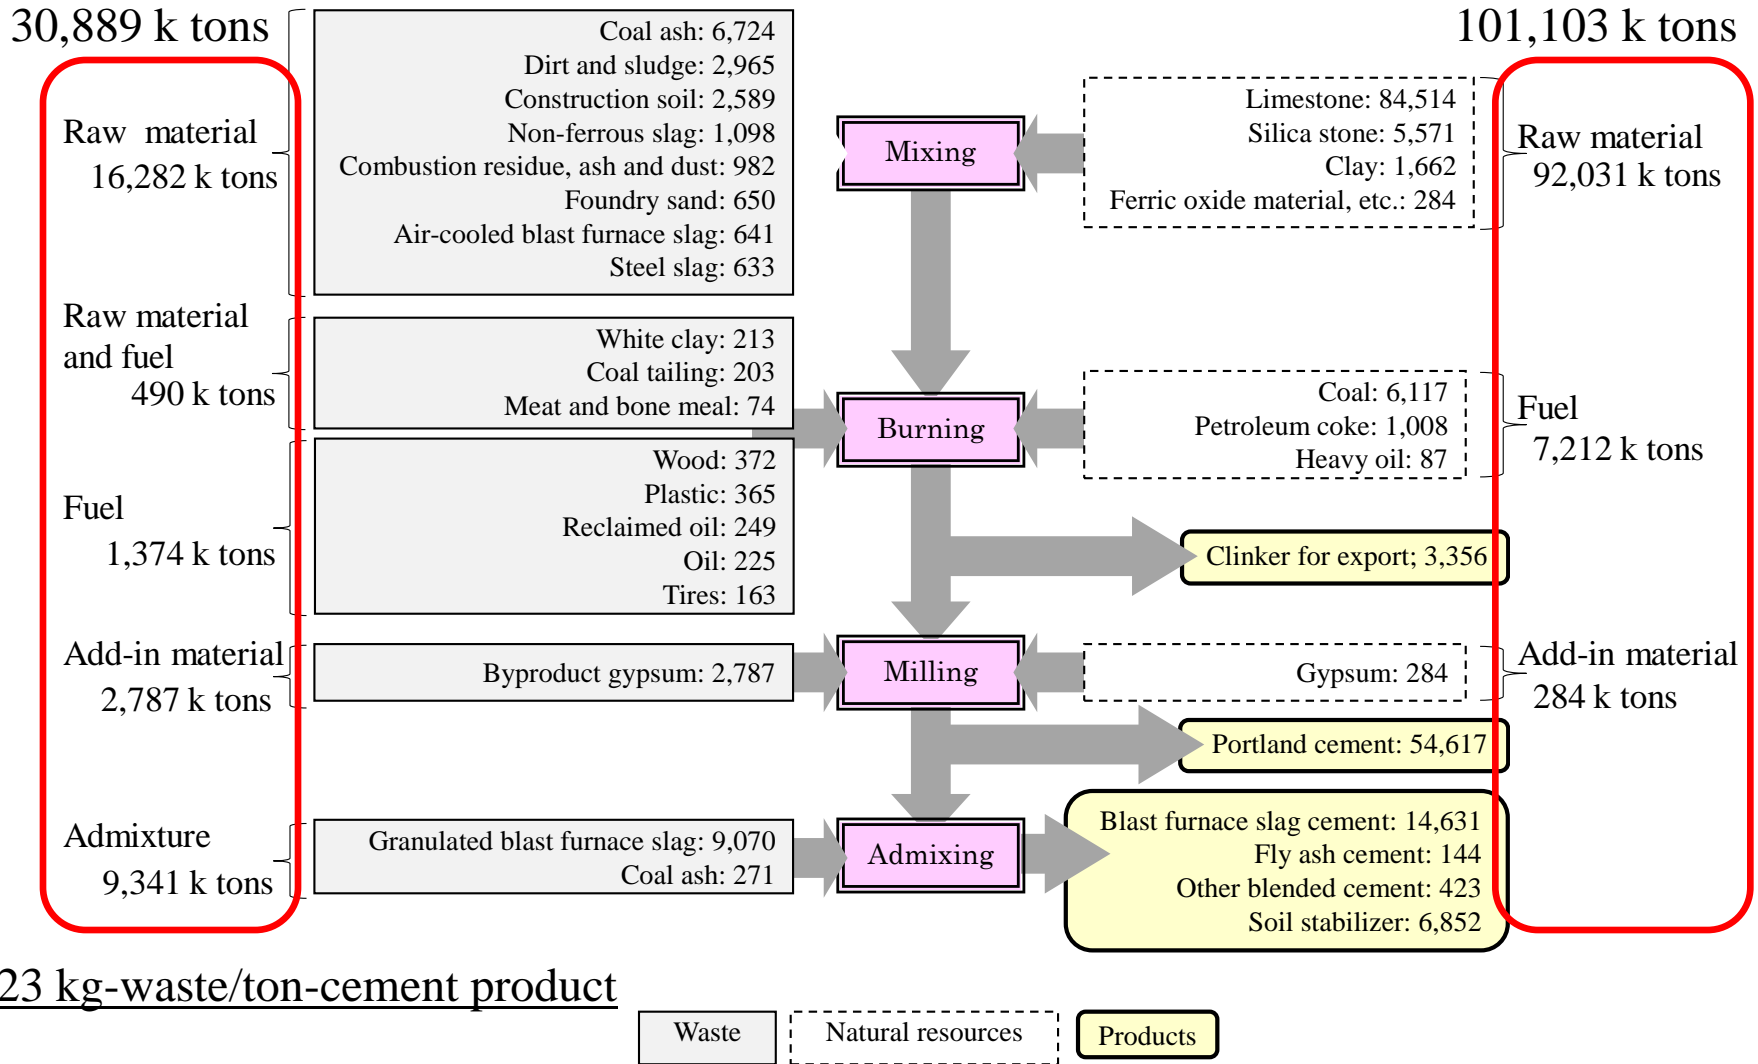 30,889 k tons
101,103 k tons
Raw material
16,282 k tons
Coal ash: 6,724
Dirt and sludge: 2,965
Construction soil: 2,589
Non-ferrous slag: 1,098
Combustion residue, ash and dust: 982
Foundry sand: 650
Air-cooled blast furnace slag: 641
Steel slag: 633
Mixing
Limestone: 84,514
Silica stone: 5,571
Clay: 1,662
Ferric oxide material, etc.: 284
Raw material
92,031 k tons
Raw material
and fuel
490 k tons
White clay: 213
Coal tailing: 203
Meat and bone meal: 74
Burning
Coal: 6,117
Petroleum coke: 1,008
Heavy oil: 87
Fuel
7,212 k tons
Fuel
1,374 k tons
Wood: 372
Plastic: 365
Reclaimed oil: 249
Oil: 225
Tires: 163
Clinker for export; 3,356
Add-in material
2,787 k tons
Byproduct gypsum: 2,787
Milling
Gypsum: 284
Add-in material
284 k tons
Portland cement: 54,617
Admixture
9,341 k tons
Granulated blast furnace slag: 9,070
Coal ash: 271
Admixing
Blast furnace slag cement: 14,631
Fly ash cement: 144
Other blended cement: 423
Soil stabilizer: 6,852
23 kg-waste/ton-cement product
Waste
Natural resources
Products